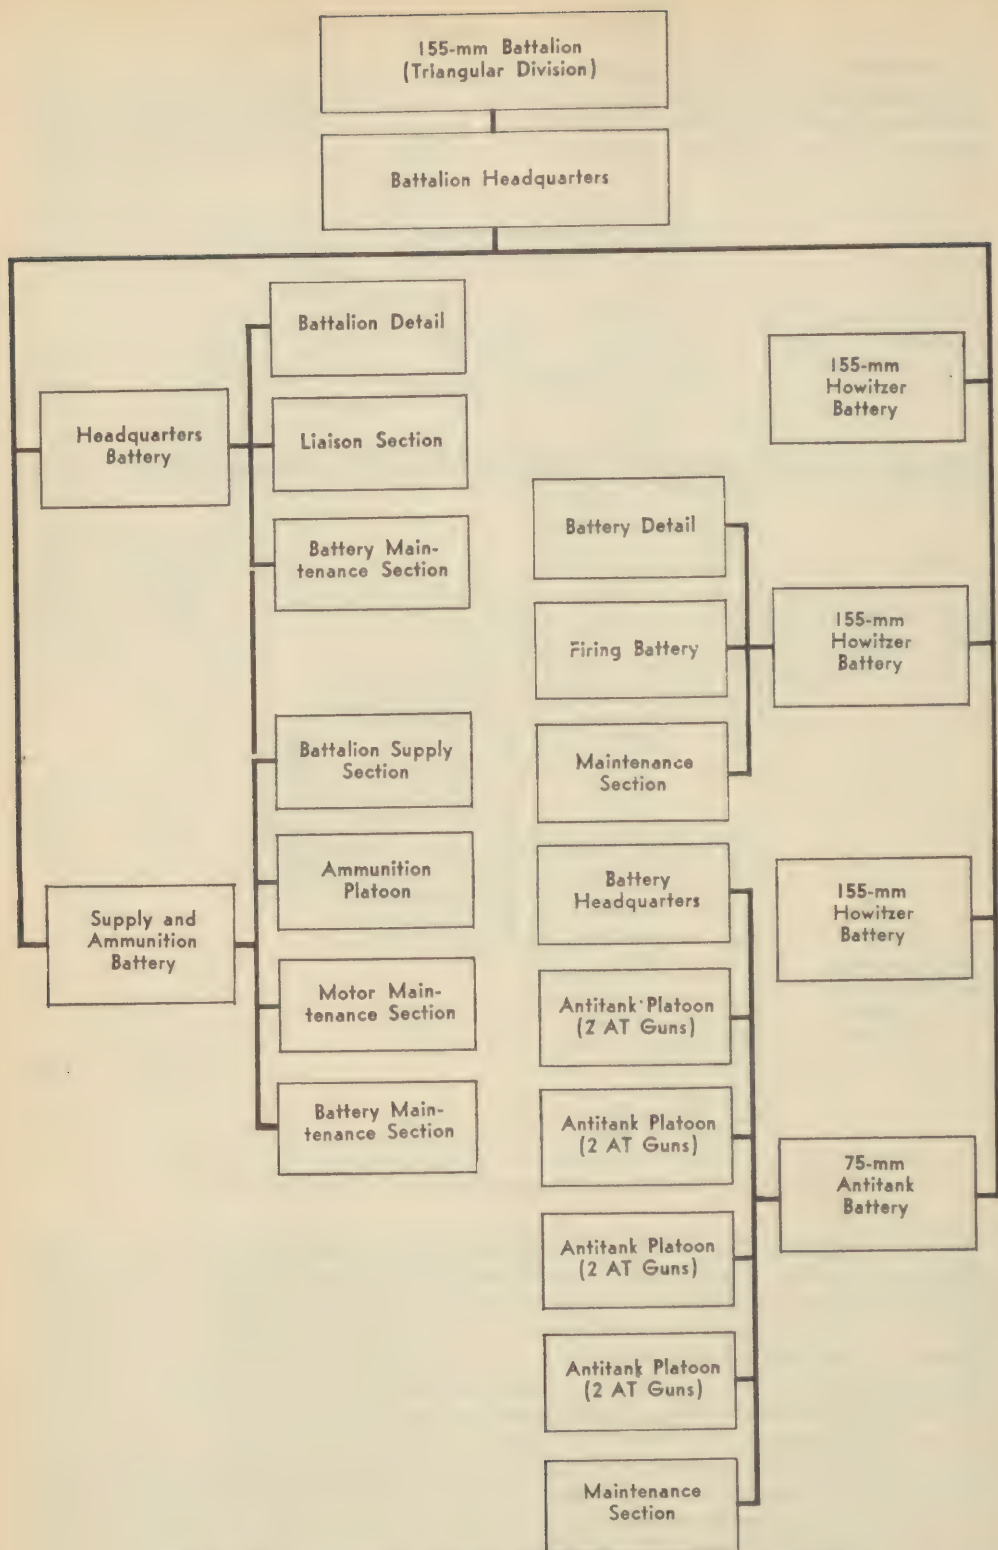 155-mm Battalion
(Triangular Division)
Battalion Headquarters
Battalion Detail
Headquarters
Battery
Liaison Section
Battery Main-
tenance Section
Battalion Supply
Section
Ammunition
Platoon
Supply and
Ammunition
Battery
Motor Main-
tenance Section
Battery Main-
tenance Section
155-mm
Howitzer
Battery
Battery Detail
Firing Battery
155-mm
Howitzer
Battery
Maintenance
Section
155-mm
Howitzer
Battery
Battery
Headquarters
Antitank Platoon
(2 AT Guns)
Antitank Platoon
(2 AT Guns)
75-mm
Antitank
Battery
Antitank Platoon
(2 AT Guns)
Antitank Platoon
(2 AT Guns)
Maintenance
Section